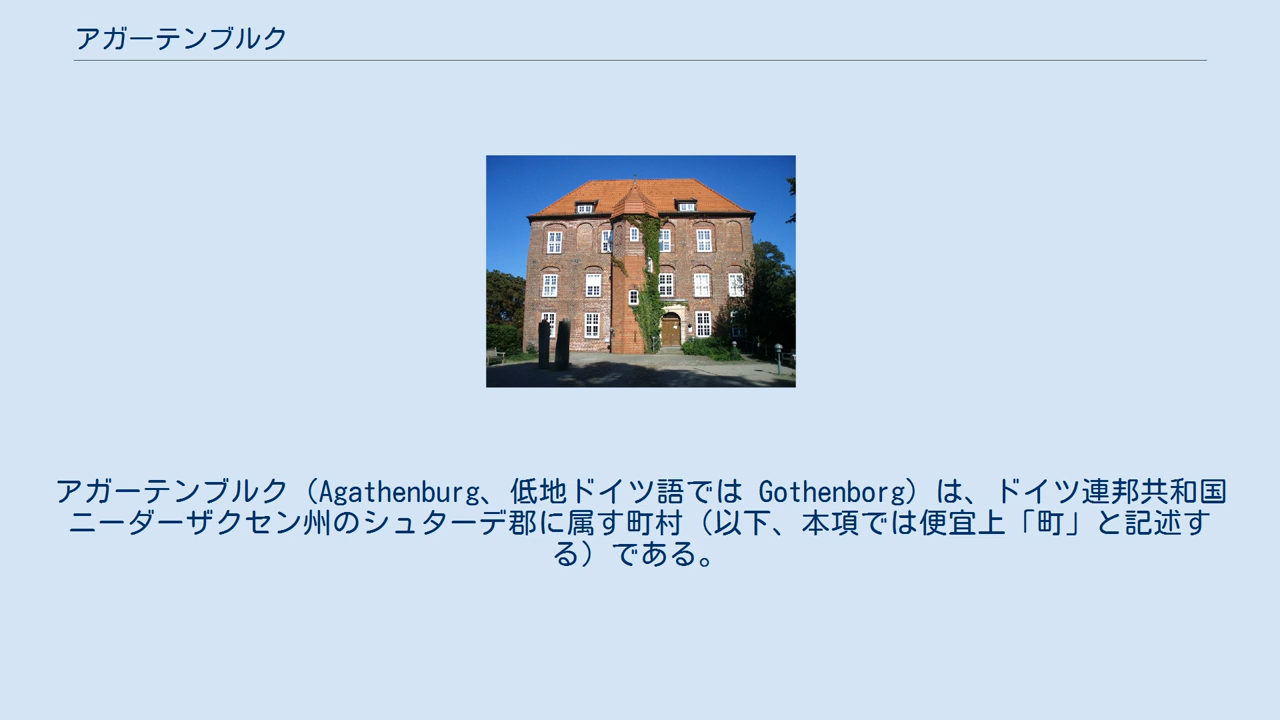 アガーテンブルク
アガーテンブルク（Agathenburg、低地ドイツ語では Gothenborg）は、ドイツ連邦共和国
ニーダーザクセン州のシュターデ郡に属す町村（以下、本項では便宜上「町」と記述す
る）である。